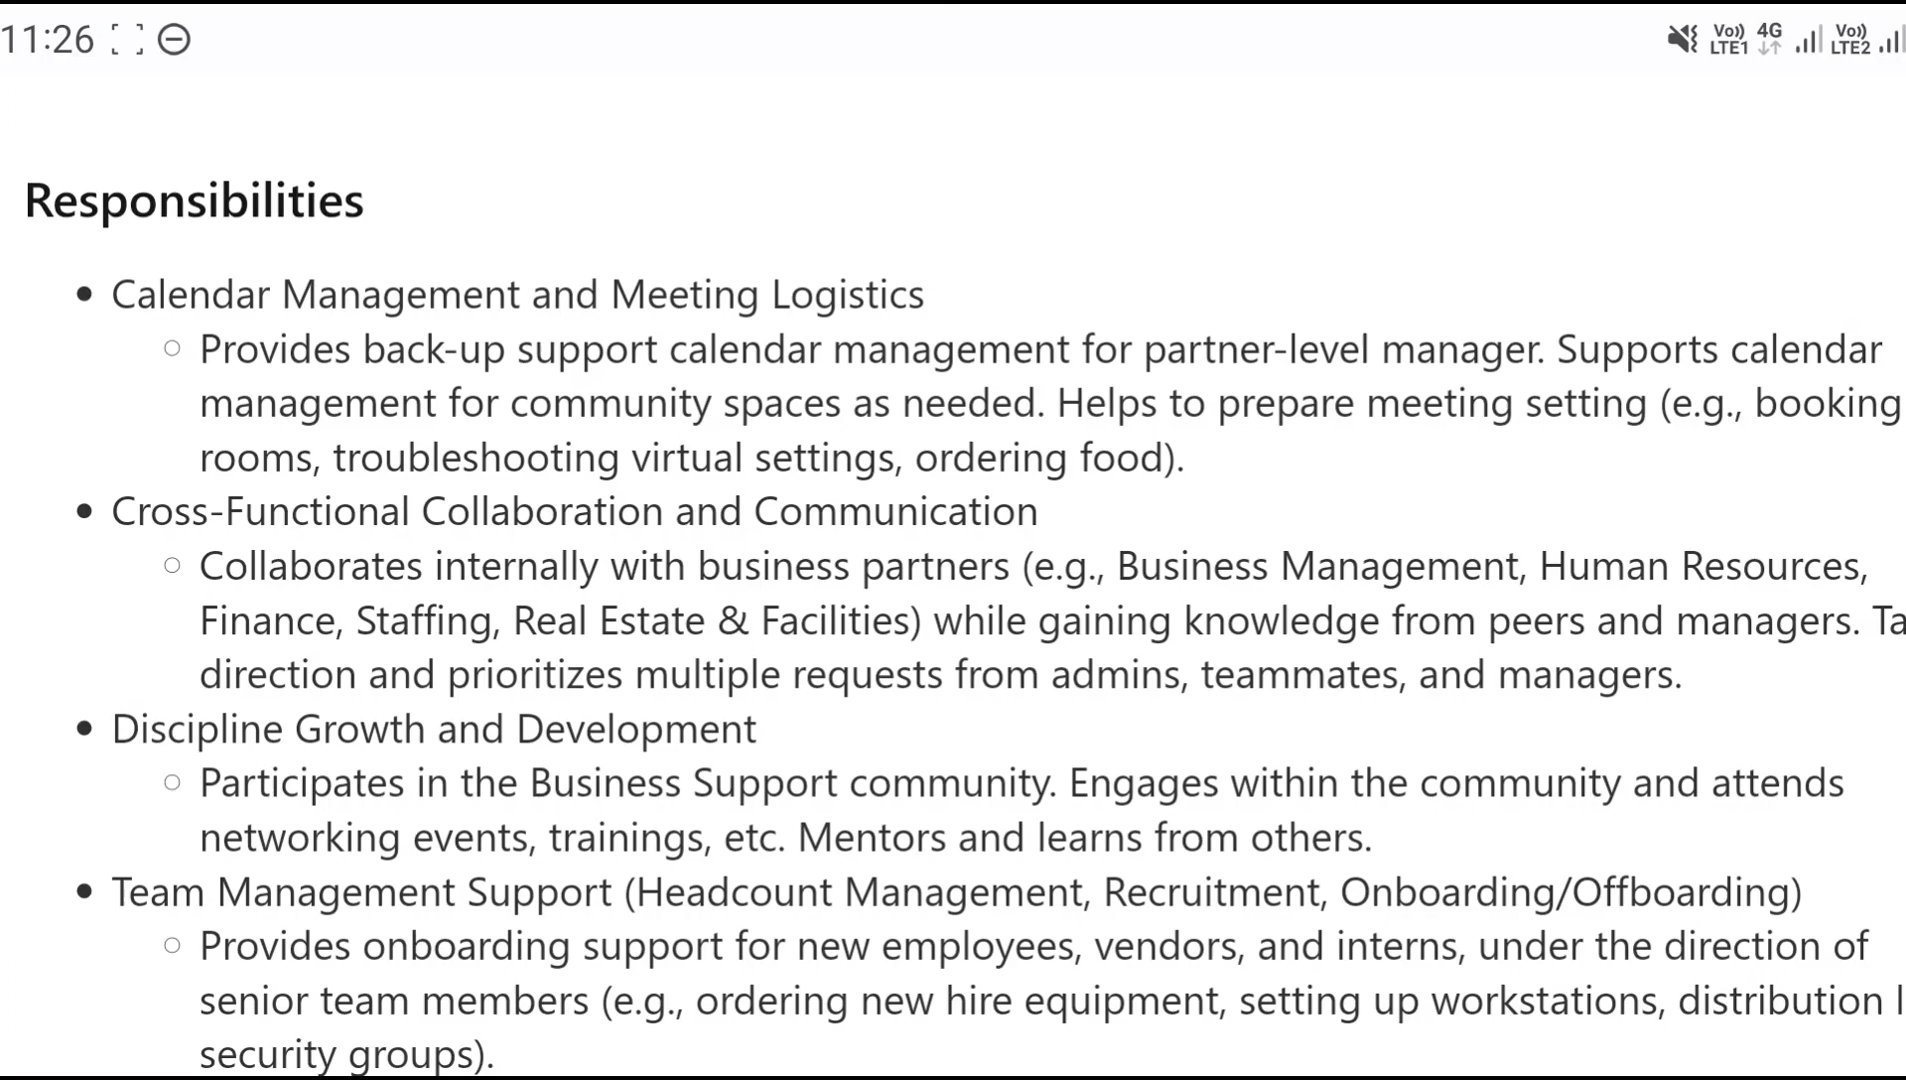 11:26
Vo)) LTE1 4G Vo)) LTE2
Responsibilities
• Calendar Management and Meeting Logistics
○ Provides back-up support calendar management for partner-level manager. Supports calendar
management for community spaces as needed. Helps to prepare meeting setting (e.g., booking
rooms, troubleshooting virtual settings, ordering food).
• Cross-Functional Collaboration and Communication
○ Collaborates internally with business partners (e.g., Business Management, Human Resources,
Finance, Staffing, Real Estate & Facilities) while gaining knowledge from peers and managers. Ta
direction and prioritizes multiple requests from admins, teammates, and managers.
• Discipline Growth and Development
○ Participates in the Business Support community. Engages within the community and attends
networking events, trainings, etc. Mentors and learns from others.
• Team Management Support (Headcount Management, Recruitment, Onboarding/Offboarding)
○ Provides onboarding support for new employees, vendors, and interns, under the direction of
senior team members (e.g., ordering new hire equipment, setting up workstations, distribution l
security groups).